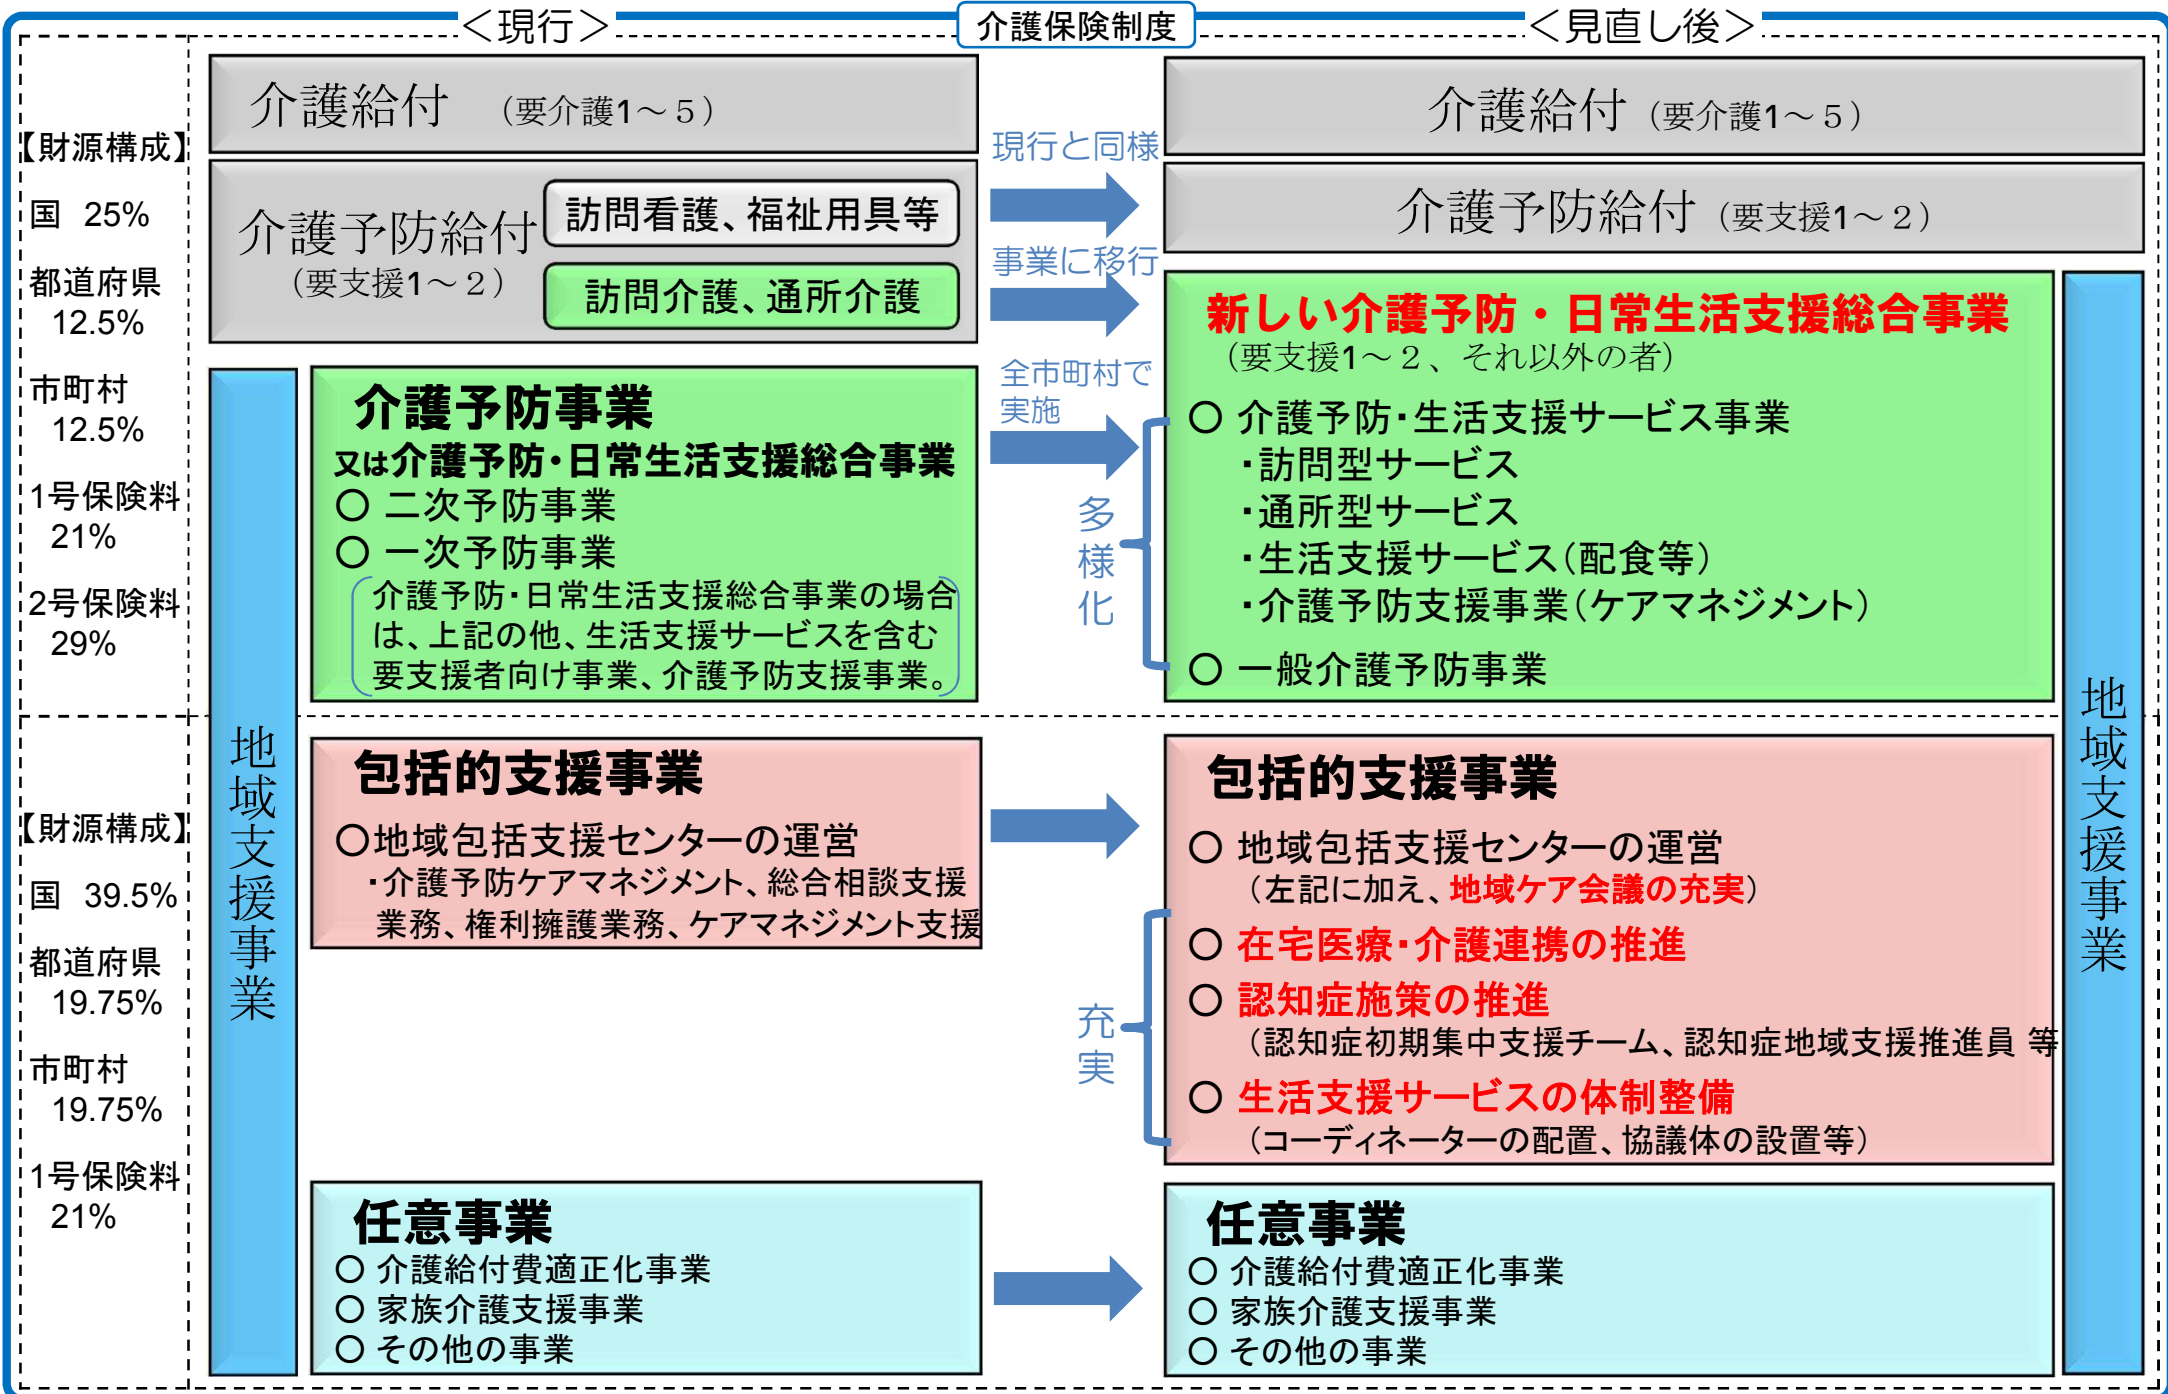 ＜現行＞
介護保険制度
＜見直し後＞
【財源構成】
国 25%
都道府県
12.5%
市町村
12.5%
1号保険料
21%
2号保険料
29%
【財源構成】
国 39.5%
都道府県
19.75%
市町村
19.75%
1号保険料
21%
介護給付 （要介護1～５）
介護予防給付
（要支援1～２）
訪問看護、福祉用具等
訪問介護、通所介護
地域支援事業
介護予防事業
又は介護予防・日常生活支援総合事業
○ 二次予防事業
○ 一次予防事業
介護予防・日常生活支援総合事業の場合
は、上記の他、生活支援サービスを含む
要支援者向け事業、介護予防支援事業。
包括的支援事業
○地域包括支援センターの運営
・介護予防ケアマネジメント、総合相談支援
業務、権利擁護業務、ケアマネジメント支援
任意事業
○ 介護給付費適正化事業
○ 家族介護支援事業
○ その他の事業
現行と同様
事業に移行
全市町村で
実施
多様化
充実
介護給付（要介護1～５）
介護予防給付（要支援1～２）
新しい介護予防・日常生活支援総合事業
（要支援1～２、それ以外の者）
○ 介護予防・生活支援サービス事業
・訪問型サービス
・通所型サービス
・生活支援サービス（配食等）
・介護予防支援事業（ケアマネジメント）
○ 一般介護予防事業
包括的支援事業
○ 地域包括支援センターの運営
（左記に加え、地域ケア会議の充実）
○ 在宅医療・介護連携の推進
○ 認知症施策の推進
（認知症初期集中支援チーム、認知症地域支援推進員 等
○ 生活支援サービスの体制整備
（コーディネーターの配置、協議体の設置等）
任意事業
○ 介護給付費適正化事業
○ 家族介護支援事業
○ その他の事業
地域支援事業